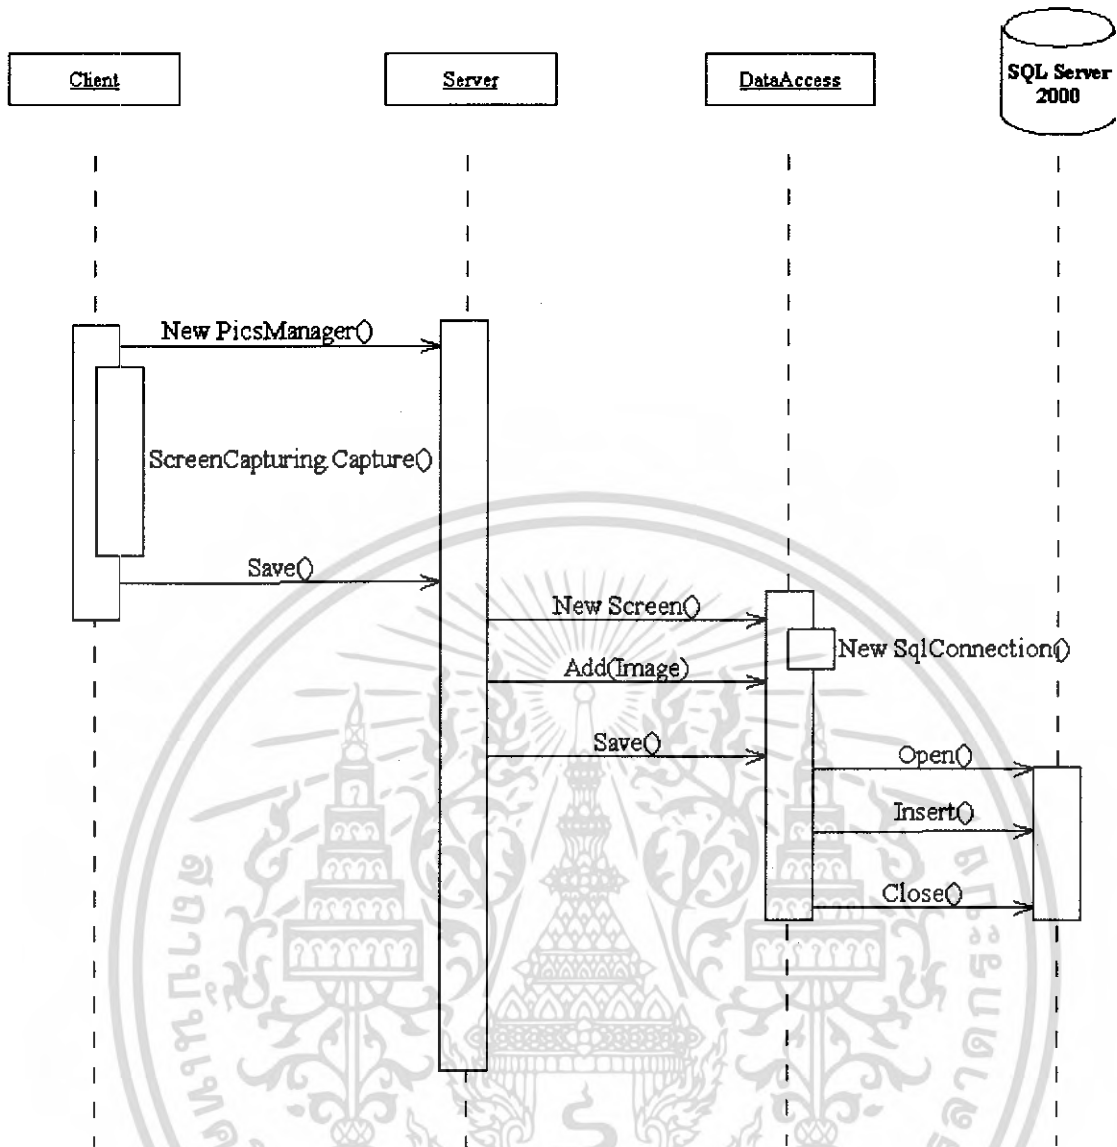 Client
Server
DataAccess
SQL Server
2000
New PicsManager()
ScreenCapturing.Capture()
Save()
New Screen()
New SqlConnection()
Add(Image)
Save()
Open()
Insert()
Close()